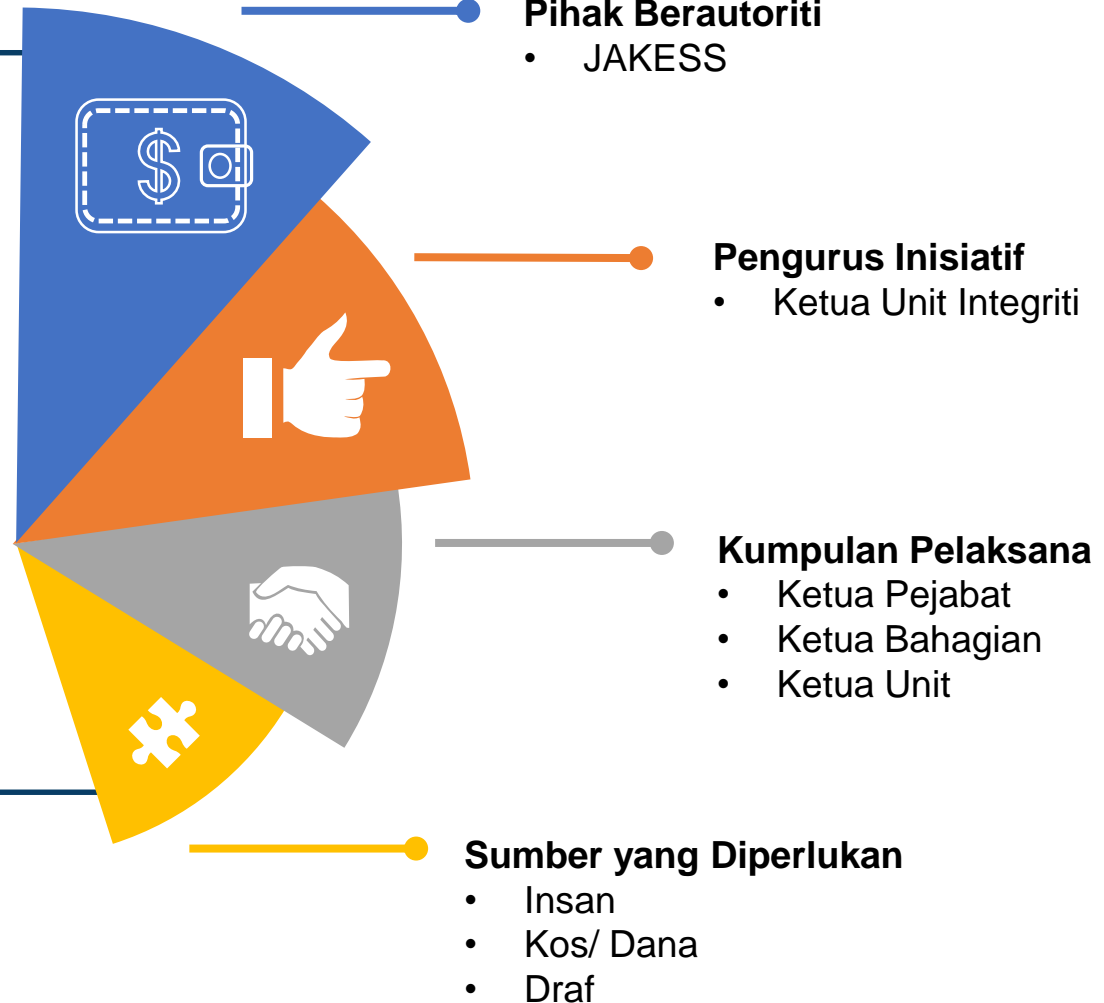 Pihak Berautoriti
• JAKESS
$
Pengurus Inisiatif
• Ketua Unit Integriti
Kumpulan Pelaksana
• Ketua Pejabat
• Ketua Bahagian
• Ketua Unit
Sumber yang Diperlukan
• Insan
• Kos/ Dana
• Draf